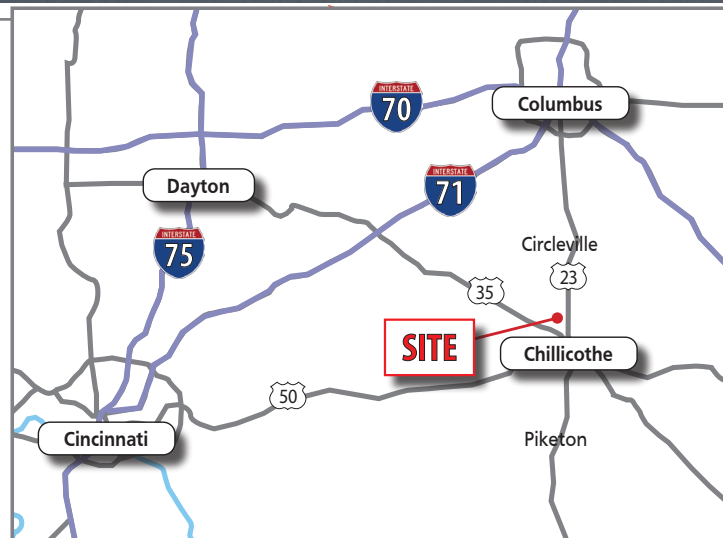 INTERSTATE
70
Columbus
INTERSTATE
71
Dayton
INTERSTATE
75
Circleville
23
35
SITE
Chillicothe
50
Cincinnati
Piketon